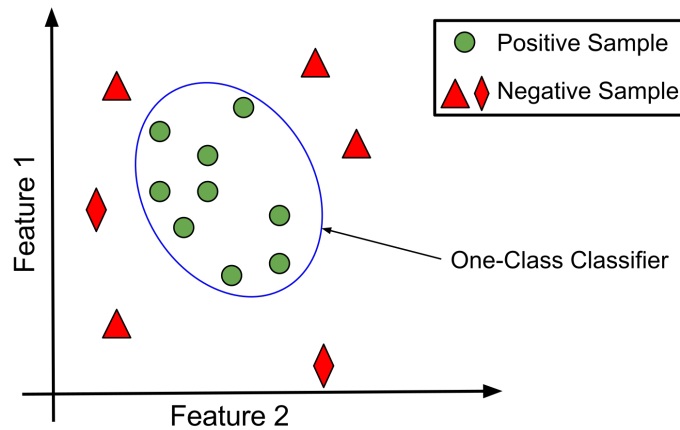 Positive Sample
Negative Sample
Feature 1
One-Class Classifier
Feature 2